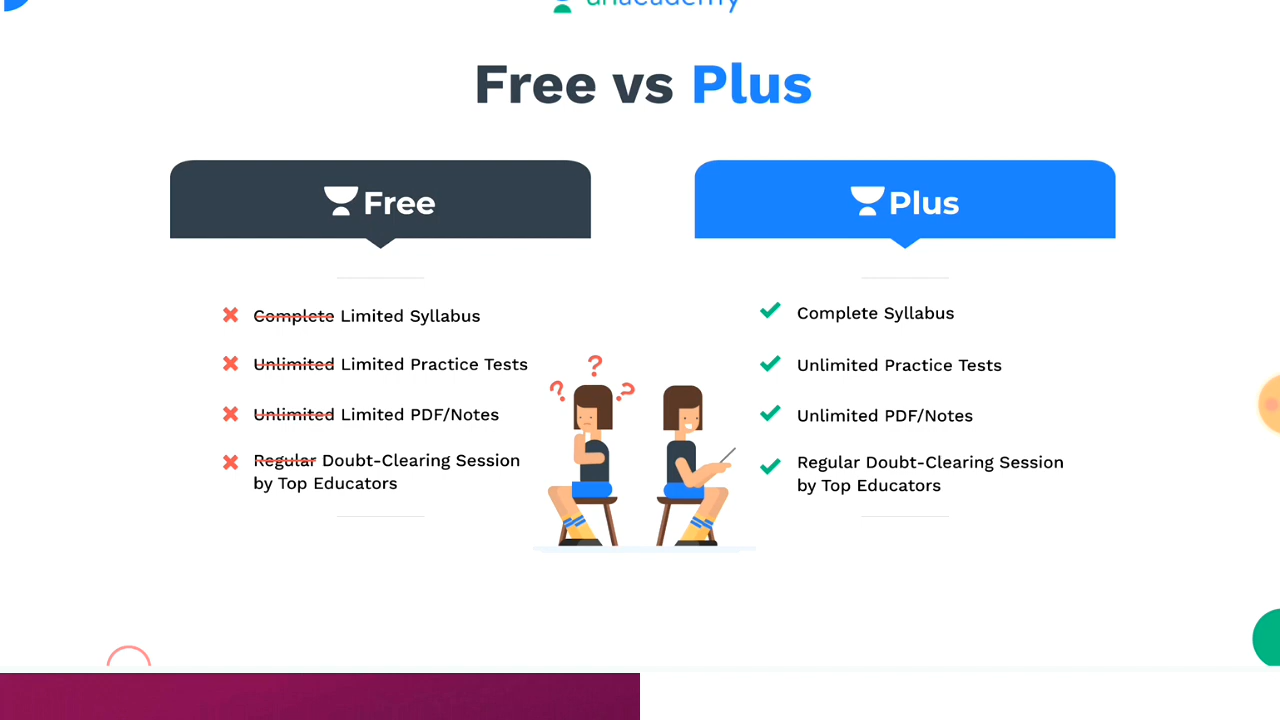 unacademy
Free vs Plus
Free
Complete Limited Syllabus
Unlimited Limited Practice Tests
Unlimited Limited PDF/Notes
Regular Doubt-Clearing Session
by Top Educators
? ? ?
Plus
Complete Syllabus
Unlimited Practice Tests
Unlimited PDF/Notes
Regular Doubt-Clearing Session
by Top Educators